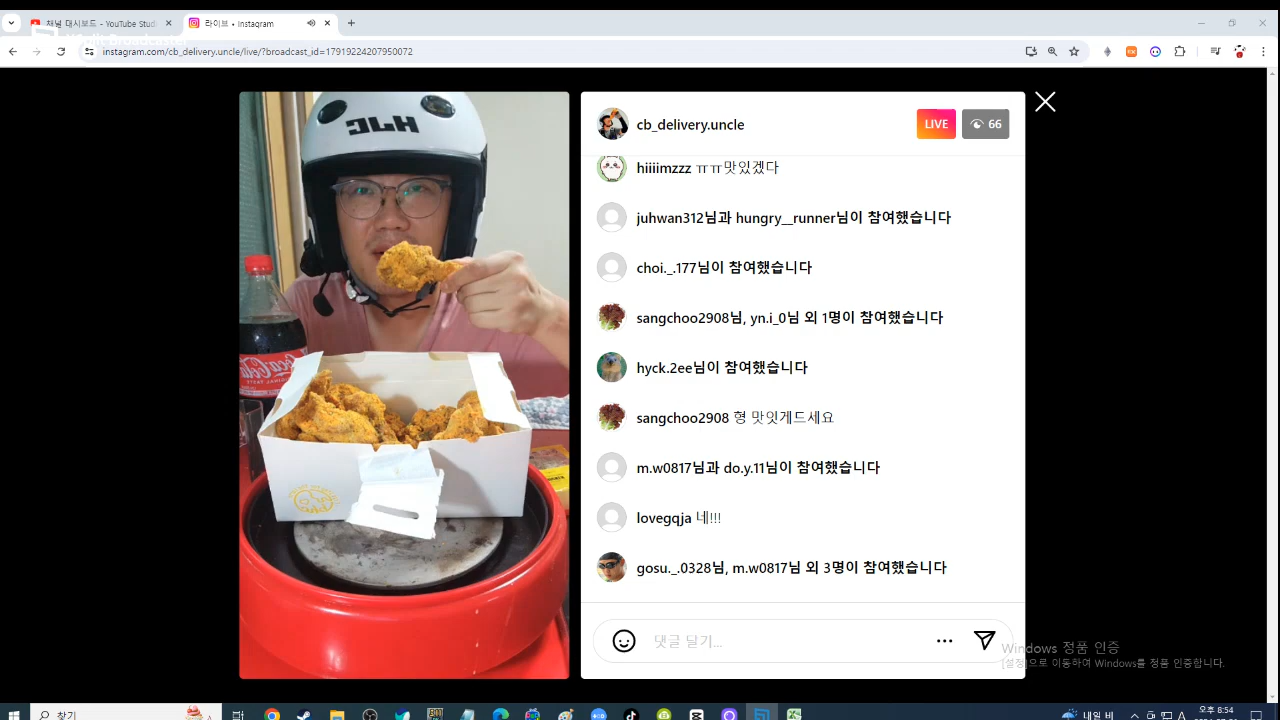 채널 대시보드 - YouTube Stud
라이브 • Instagram
XSplit Broadcaster
instagram.com/cb_delivery.uncle/live/?broadcast_id=17919224207950072
HJC
Coca-Cola
ORIGINAL TASTE
cb_delivery.uncle
LIVE
66
hiiiimzzz ㅠㅠ맛있겠다
juhwan312님과 hungry__runner님이 참여했습니다
choi._.177님이 참여했습니다
sangchoo2908님, yn.i_0님 외 1명이 참여했습니다
hyck.2ee님이 참여했습니다
sangchoo2908 형 맛잇게드세요
m.w0817님과 do.y.11님이 참여했습니다
lovegqja 네!!!
gosu._.0328님, m.w0817님 외 3명이 참여했습니다
댓글 달기...
Windows 정품 인증
[설정]으로 이동하여 Windows를 정품 인증합니다.
찾기
내일 비
A
오후 8:54